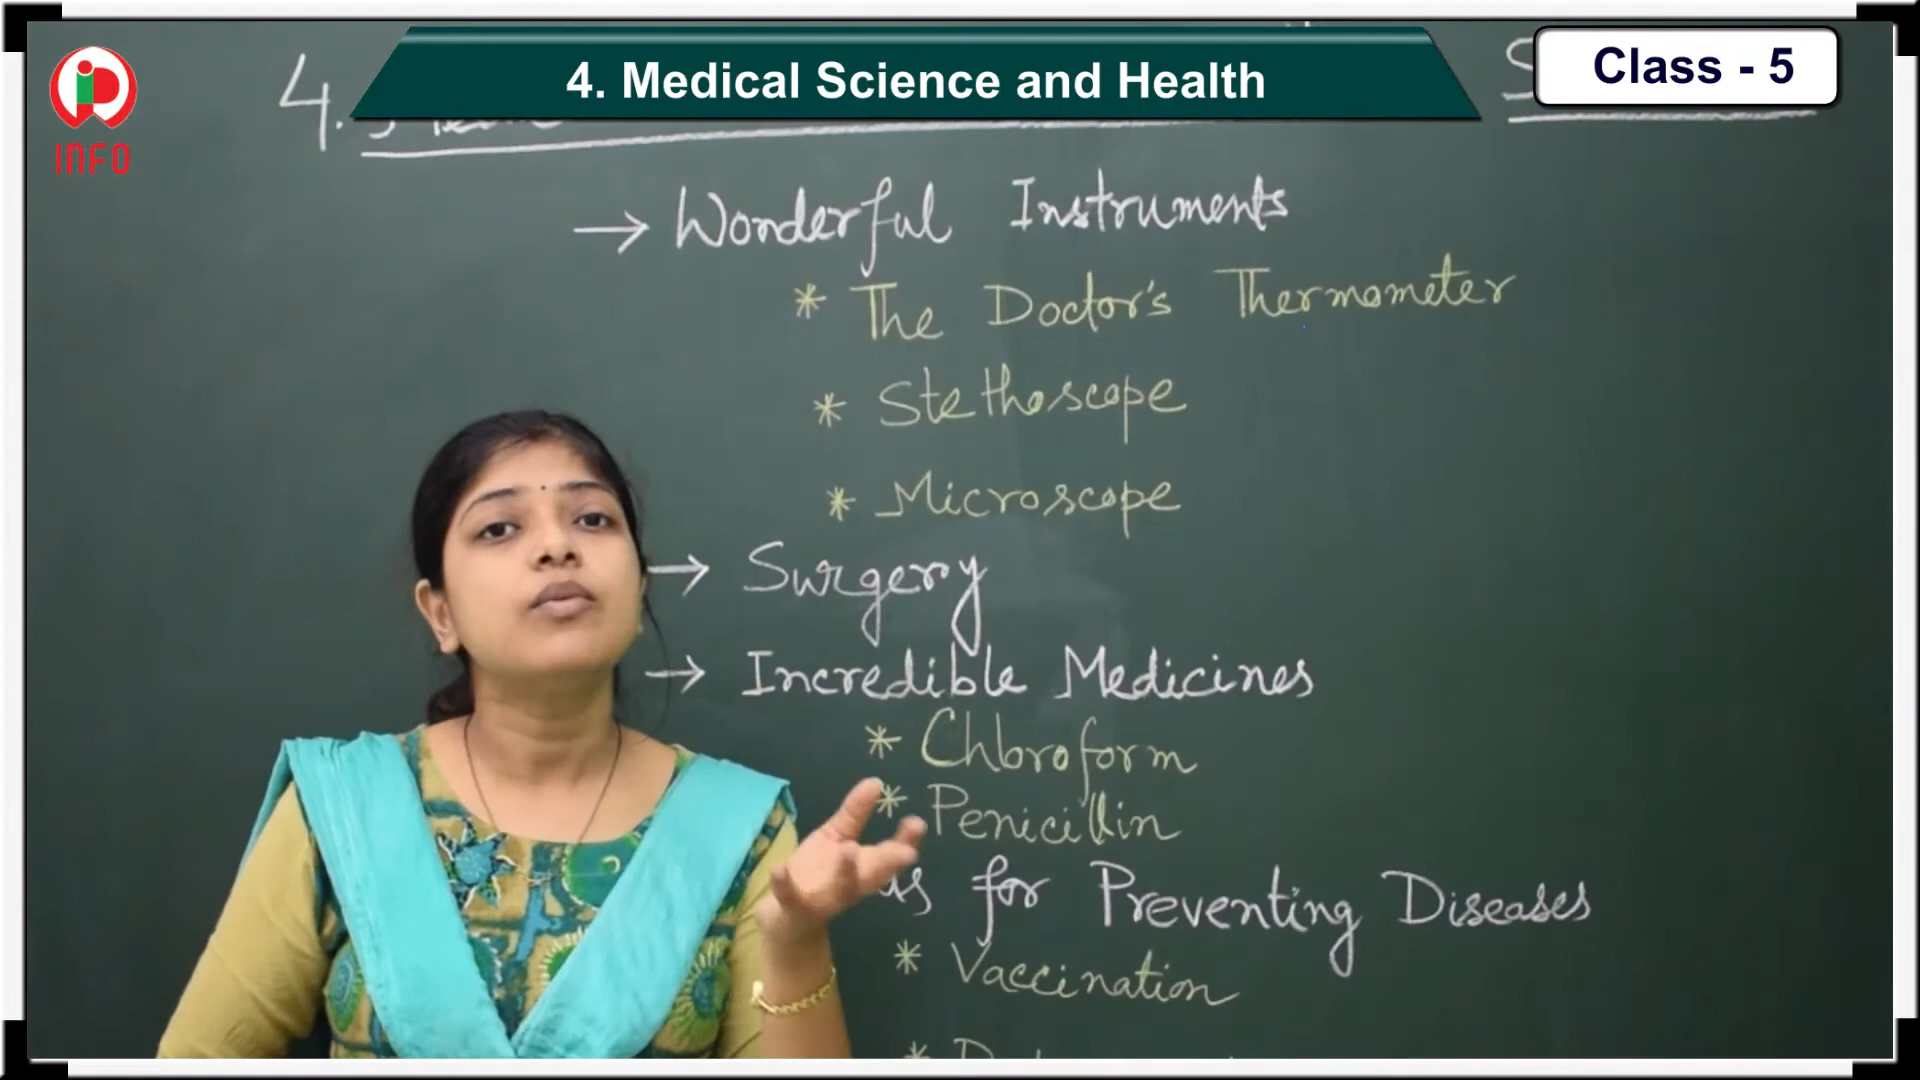 4. Medical Science and Health
Class - 5
INFO
4.
→ Wonderful Instruments
* The Doctor's Thermometer
* Stethoscope
* Microscope
→ Surgery
→ Incredible Medicines
* Chloroform
* Penicillin
for Preventing Diseases
* Vaccination
*